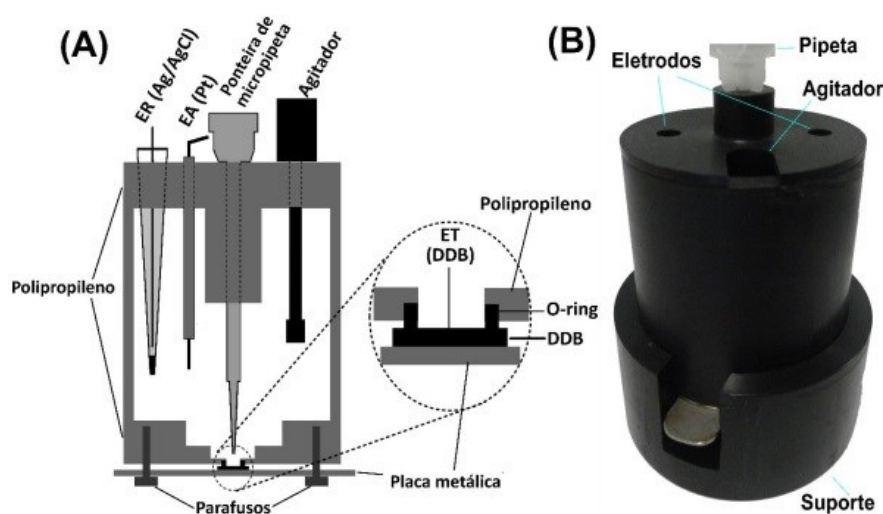 (A)
ER (Ag/AgCl)
EA (Pt)
Ponteira de
micropipeta
Agitador
Polipropileno
Polipropileno
ET
(DDB)
O-ring
DDB
Placa metálica
Parafusos
(B)
Pipeta
Eletrodos
Agitador
Suporte